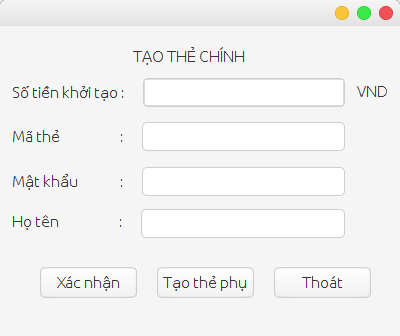 TẠO THẺ CHÍNH
Số tiền khởi tạo : VND
Mã thẻ :
Mật khẩu :
Họ tên :
Xác nhận Tạo thẻ phụ Thoát